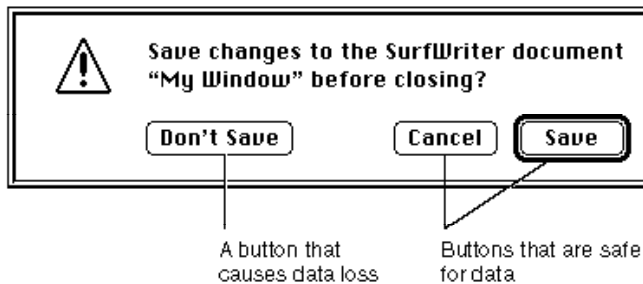 Save changes to the SurfWriter document
“My Window” before closing?
Don't Save
Cancel
Save
A button that
causes data loss
Buttons that are safe
for data